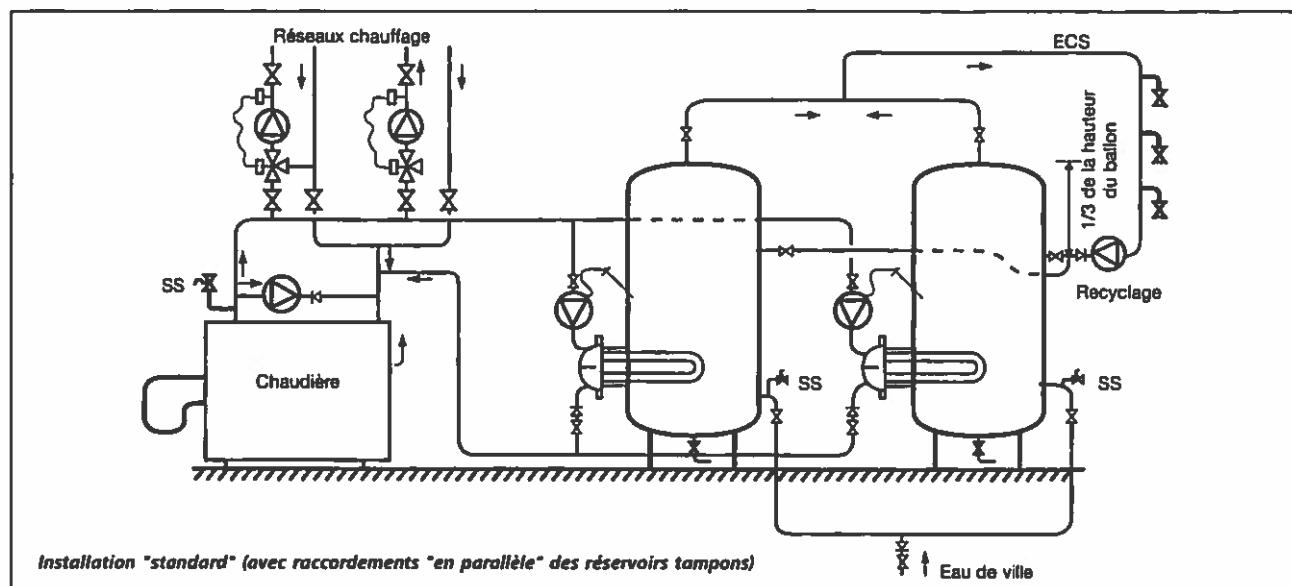 Réseaux chauffage
ECS
1/3 de la hauteur
du ballon
SS
Recyclage
Chaudière
SS
SS
Installation "standard" (avec raccordements "en parallèle" des réservoirs tampons)
Eau de ville